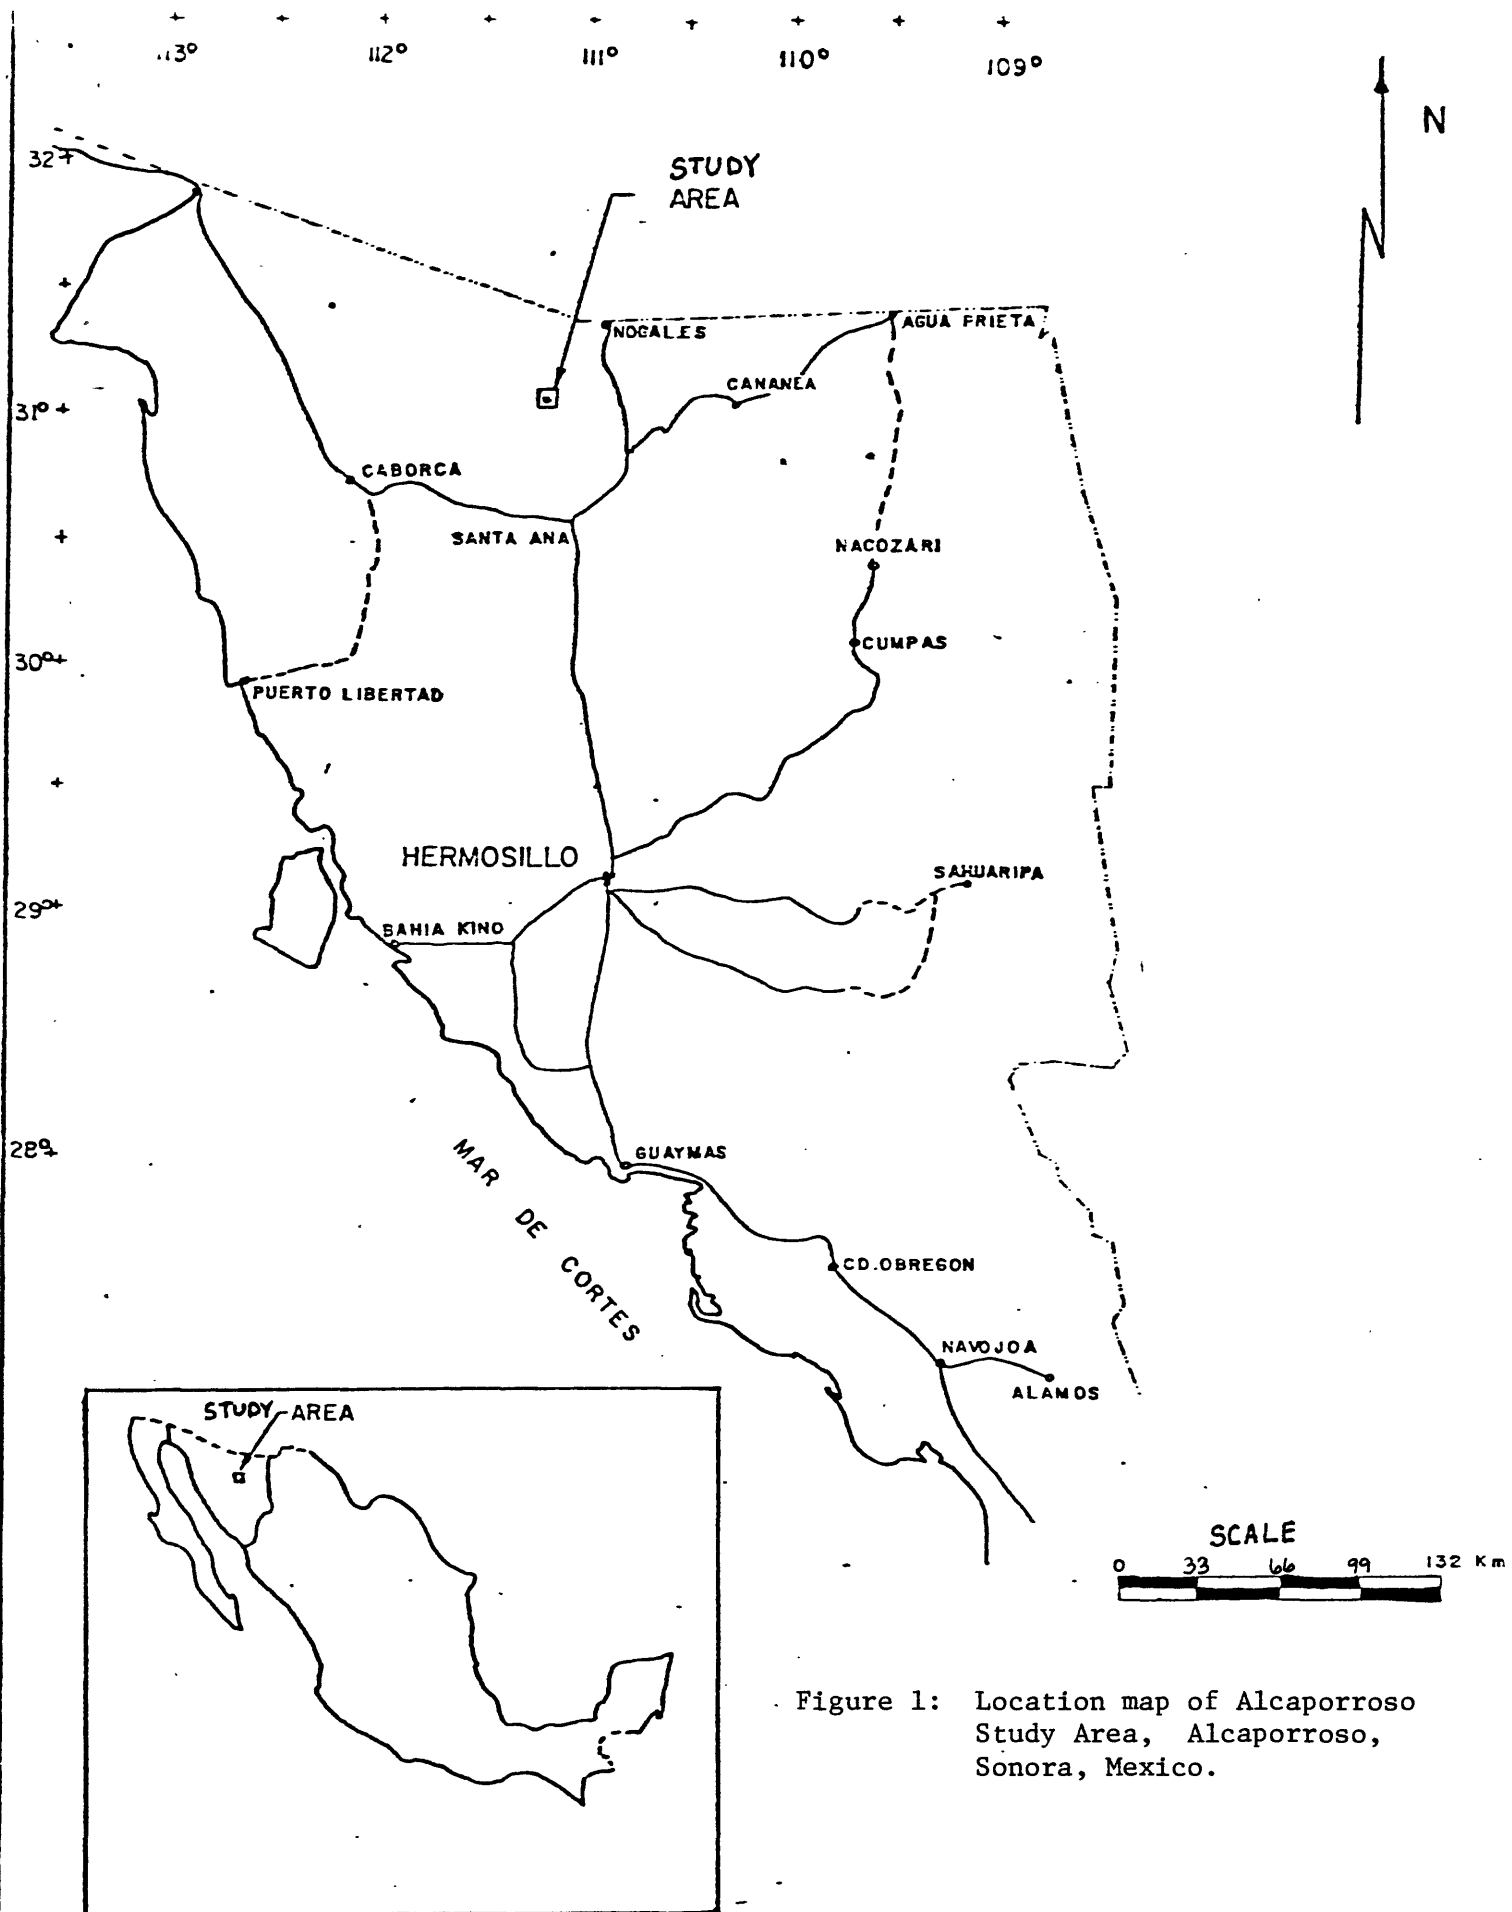 113° 112° 111° 110° 109°
N
32
STUDY
AREA
NOGALES
AGUA PRIETA
CANANEA
31°
CABORCA
SANTA ANA
NACOZARI
CUMPAS
30°
PUERTO LIBERTAD
HERMOSILLO
SAHUARIPA
29°
BAHIA KINO
28°
GUAYMAS
MAR DE CORTES
CD. OBREGON
NAVOJOA
ALAMOS
STUDY AREA
SCALE
0 33 66 99 132 Km
Figure 1: Location map of Alcaporroso
Study Area, Alcaporroso,
Sonora, Mexico.